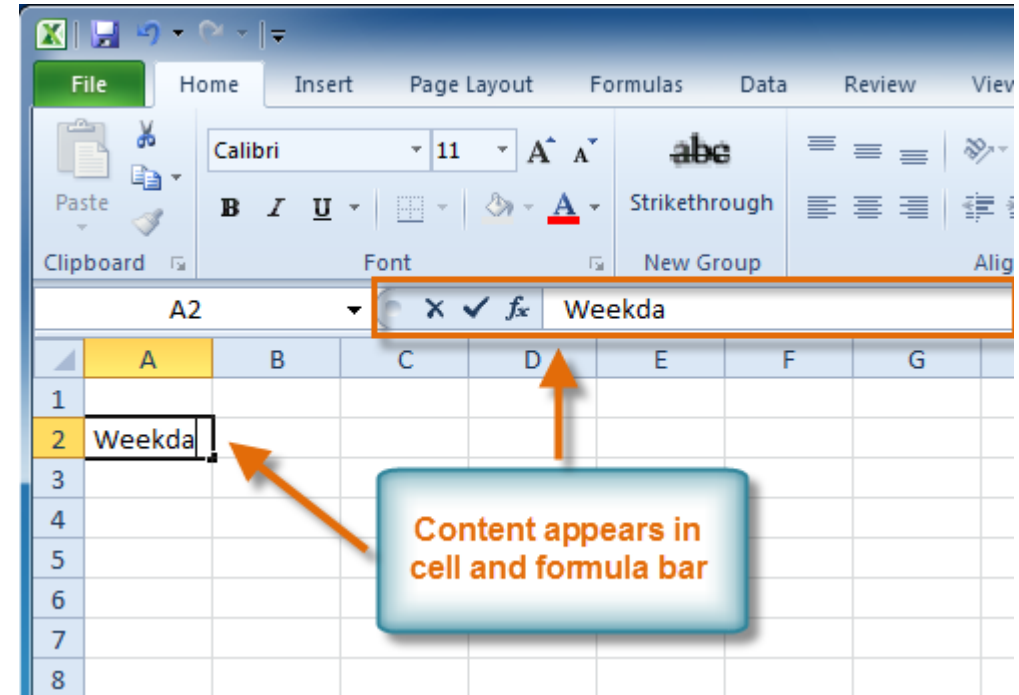 File Home Insert Page Layout Formulas Data Review View
Calibri 11 A A abc
Paste B I U A Strikethrough
Clipboard Font New Group Alig
A2 fx Weekda
A B C D E F G
1
2 Weekda
3
4
5
6
7
8
Content appears in
cell and formula bar